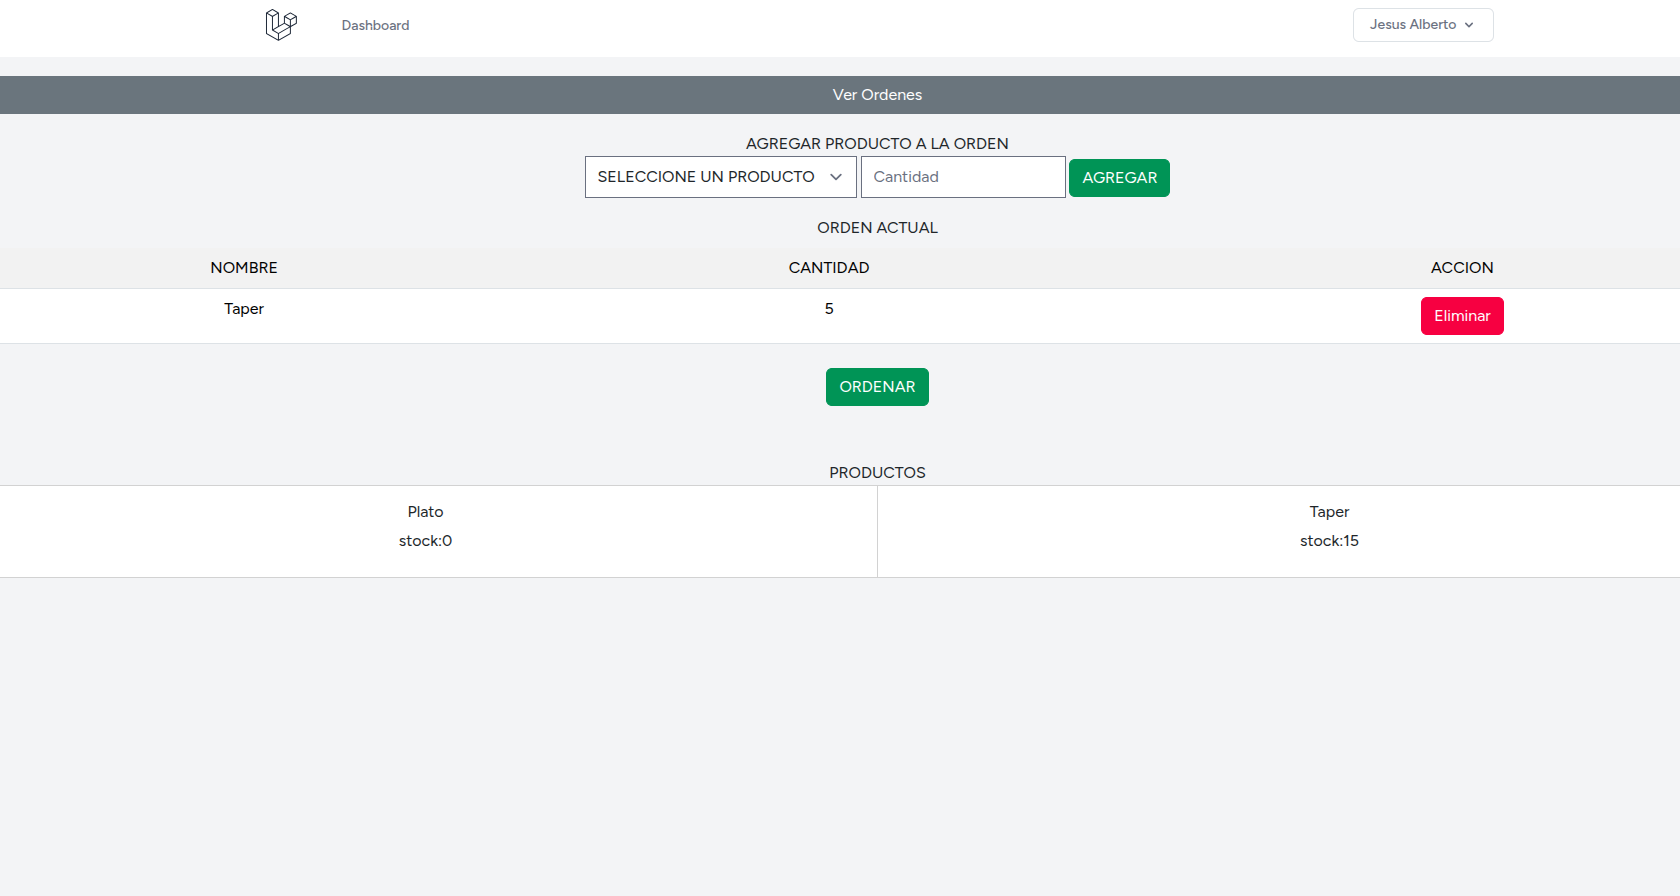 Dashboard
Jesus Alberto
Ver Ordenes
AGREGAR PRODUCTO A LA ORDEN
SELECCIONE UN PRODUCTO Cantidad AGREGAR
ORDEN ACTUAL
NOMBRE CANTIDAD ACCION
Taper 5 Eliminar
ORDENAR
PRODUCTOS
Plato
stock:0
Taper
stock:15